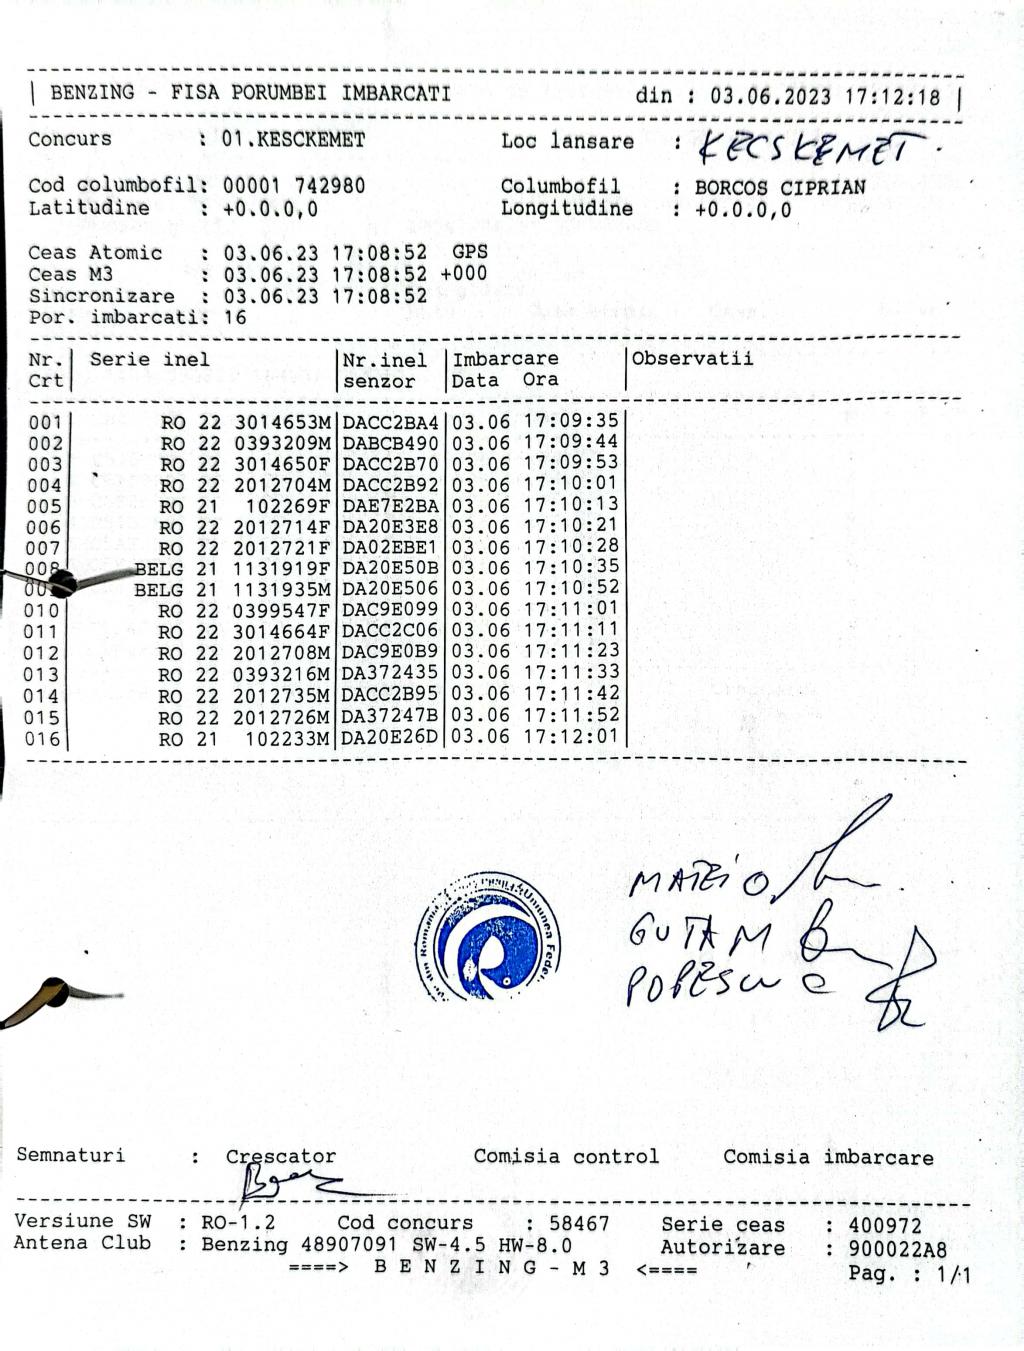 | BENZING - FISA PORUMBEI IMBARCATI din : 03.06.2023 17:12:18 |
Concurs : 01.KESCKEMET Loc lansare : KECSKEMET.
Cod columbofil: 00001 742980 Columbofil : BORCOS CIPRIAN
Latitudine : +0.0.0,0 Longitudine : +0.0.0,0
Ceas Atomic : 03.06.23 17:08:52 GPS
Ceas M3 : 03.06.23 17:08:52 +000
Sincronizare : 03.06.23 17:08:52
Por. imbarcati: 16
Nr. | Serie inel | Nr.inel | Imbarcare | Observatii
Crt | | senzor | Data Ora |
001| RO 22 3014653M|DACC2BA4|03.06 17:09:35|
002| RO 22 0393209M|DABCB490|03.06 17:09:44|
003| RO 22 3014650F|DACC2B70|03.06 17:09:53|
004| RO 22 2012704M|DACC2B92|03.06 17:10:01|
005| RO 21 102269F|DAE7E2BA|03.06 17:10:13|
006| RO 22 2012714F|DA20E3E8|03.06 17:10:21|
007| RO 22 2012721F|DA02EBE1|03.06 17:10:28|
008| BELG 21 1131919F|DA20E50B|03.06 17:10:35|
BELG 21 1131935M|DA20E506|03.06 17:10:52|
010| RO 22 0399547F|DAC9E099|03.06 17:11:01|
011| RO 22 3014664F|DACC2C06|03.06 17:11:11|
012| RO 22 2012708M|DAC9E0B9|03.06 17:11:23|
013| RO 22 0393216M|DA372435|03.06 17:11:33|
014| RO 22 2012735M|DACC2B95|03.06 17:11:42|
015| RO 22 2012726M|DA37247B|03.06 17:11:52|
016| RO 21 102233M|DA20E26D|03.06 17:12:01|
MATEI O.
GUTA M
POPESCU C
Uniunea Feder
din Romania
Semnaturi : Crescator Comisia control Comisia imbarcare
Versiune SW : RO-1.2 Cod concurs : 58467 Serie ceas : 400972
Antena Club : Benzing 48907091 SW-4.5 HW-8.0 Autorizare : 900022A8
====> B E N Z I N G - M 3 <==== Pag. : 1/1